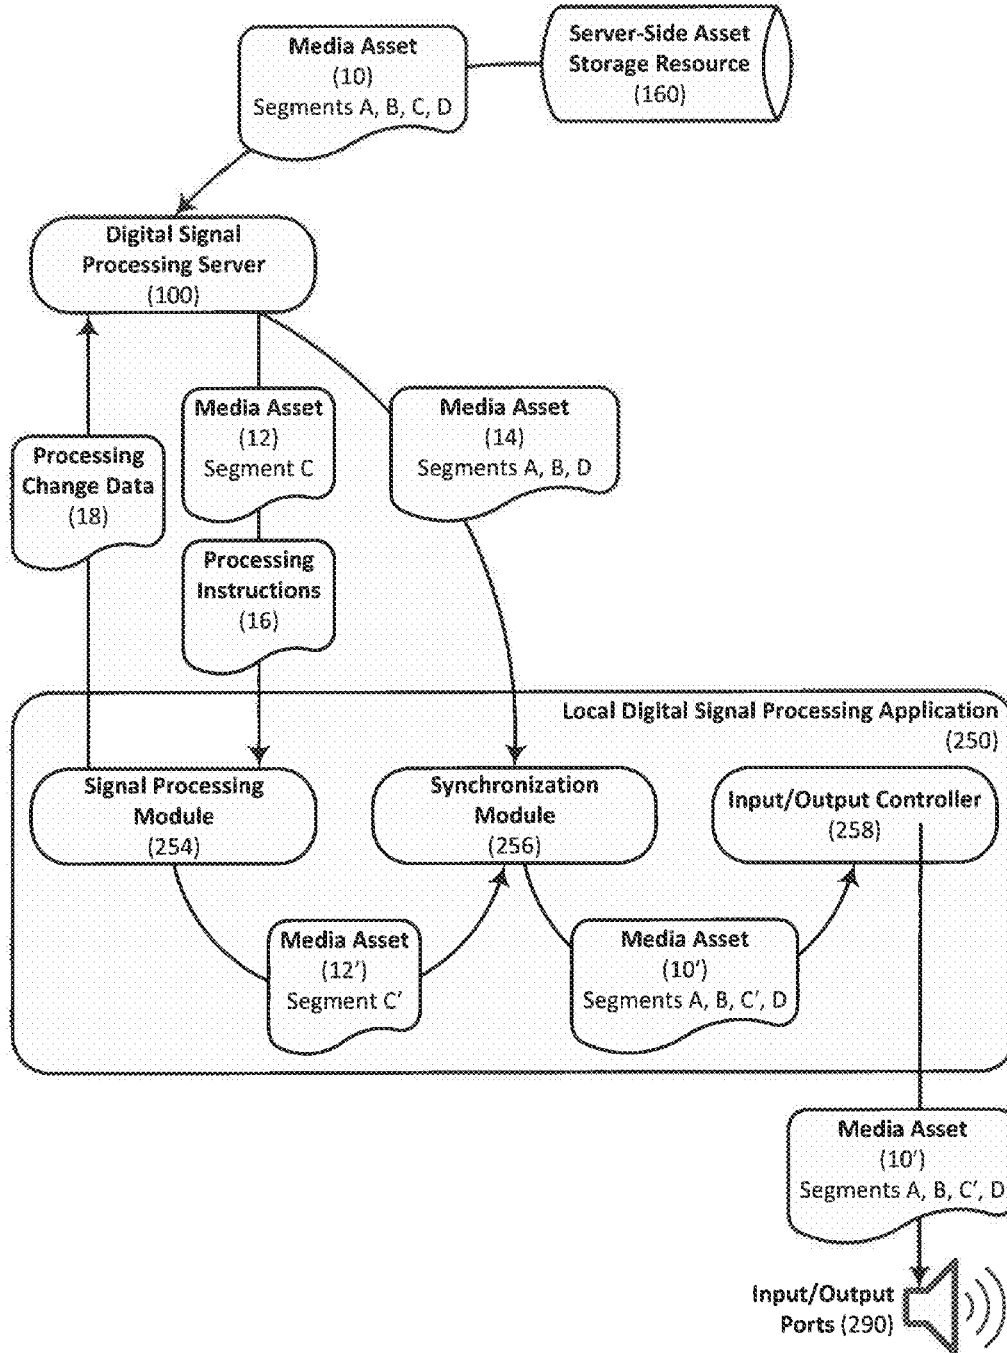 Media Asset
(10)
Segments A, B, C, D
Server-Side Asset
Storage Resource
(160)
Digital Signal
Processing Server
(100)
Media Asset
(12)
Segment C
Media Asset
(14)
Segments A, B, D
Processing
Change Data
(18)
Processing
Instructions
(16)
Local Digital Signal Processing Application
(250)
Signal Processing
Module
(254)
Synchronization
Module
(256)
Input/Output Controller
(258)
Media Asset
(12')
Segment C'
Media Asset
(10')
Segments A, B, C', D
Media Asset
(10')
Segments A, B, C', D
Input/Output
Ports (290)